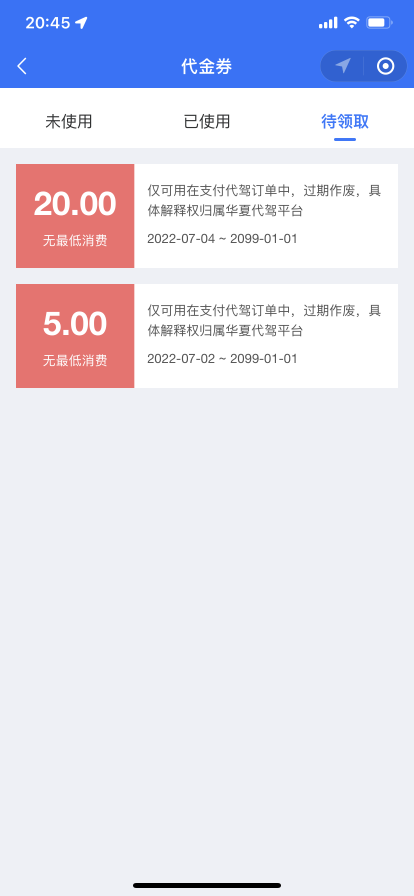 20:45
代金券
未使用
已使用
待领取
20.00
无最低消费
仅可用在支付代驾订单中，过期作废，具
体解释权归属华夏代驾平台
2022-07-04 ~ 2099-01-01
5.00
无最低消费
仅可用在支付代驾订单中，过期作废，具
体解释权归属华夏代驾平台
2022-07-02 ~ 2099-01-01